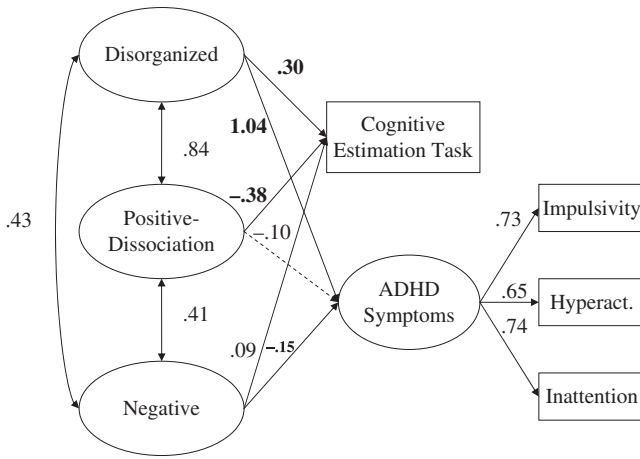 Disorganized
.30
1.04
Cognitive
Estimation Task
.84
–.38
.43
Positive-
Dissociation
–.10
Impulsivity
.73
ADHD
Symptoms
.65
Hyperact.
.41
.74
.09
–.15
Negative
Inattention